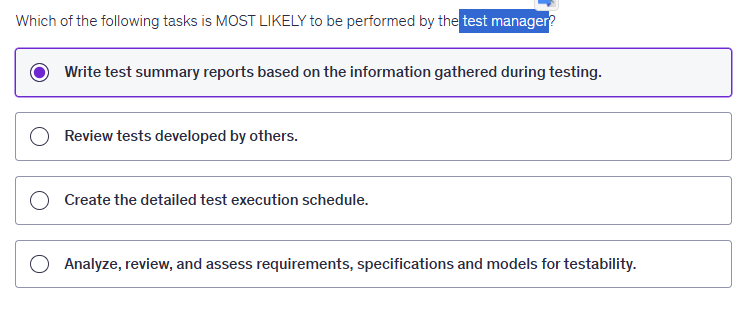 Which of the following tasks is MOST LIKELY to be performed by the test manager?
Write test summary reports based on the information gathered during testing.
Review tests developed by others.
Create the detailed test execution schedule.
Analyze, review, and assess requirements, specifications and models for testability.